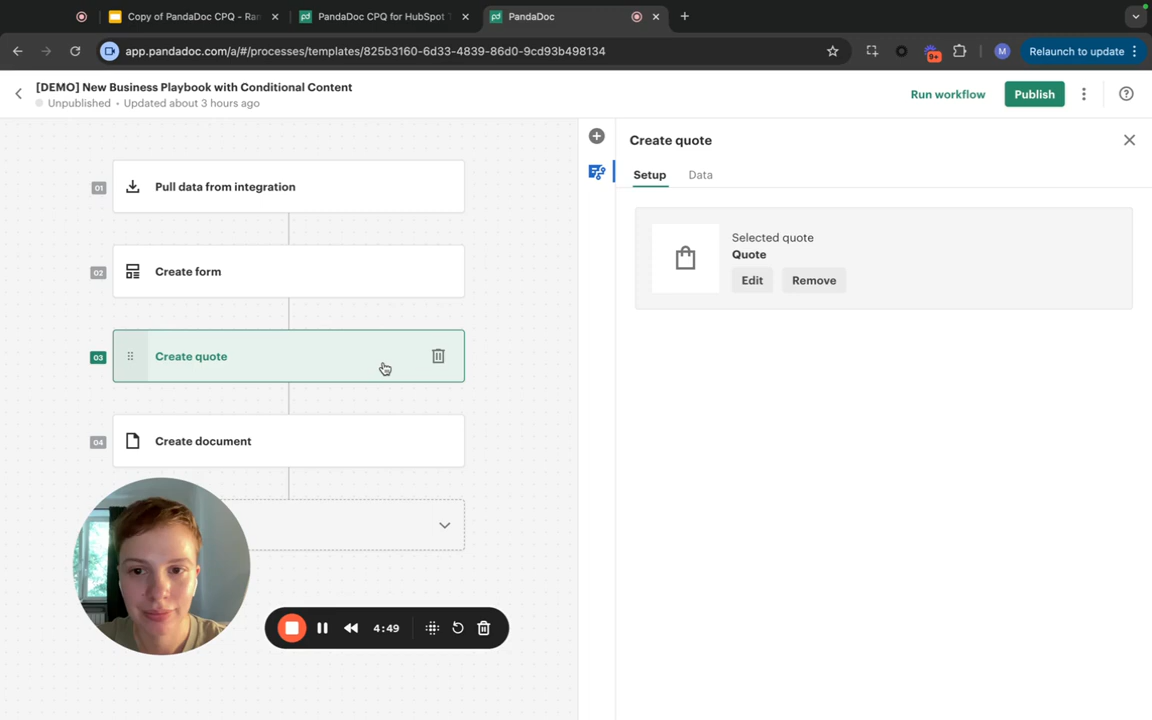 Copy of PandaDoc CPQ - Ran
PandaDoc CPQ for HubSpot
PandaDoc
app.pandadoc.com/a/#/processes/templates/825b3160-6d33-4839-86d0-9cd93b498134
9+
M
Relaunch to update
[DEMO] New Business Playbook with Conditional Content
Unpublished • Updated about 3 hours ago
Run workflow
Publish
01
Pull data from integration
02
Create form
03
Create quote
04
Create document
4:49
Create quote
Setup
Data
Selected quote
Quote
Edit
Remove